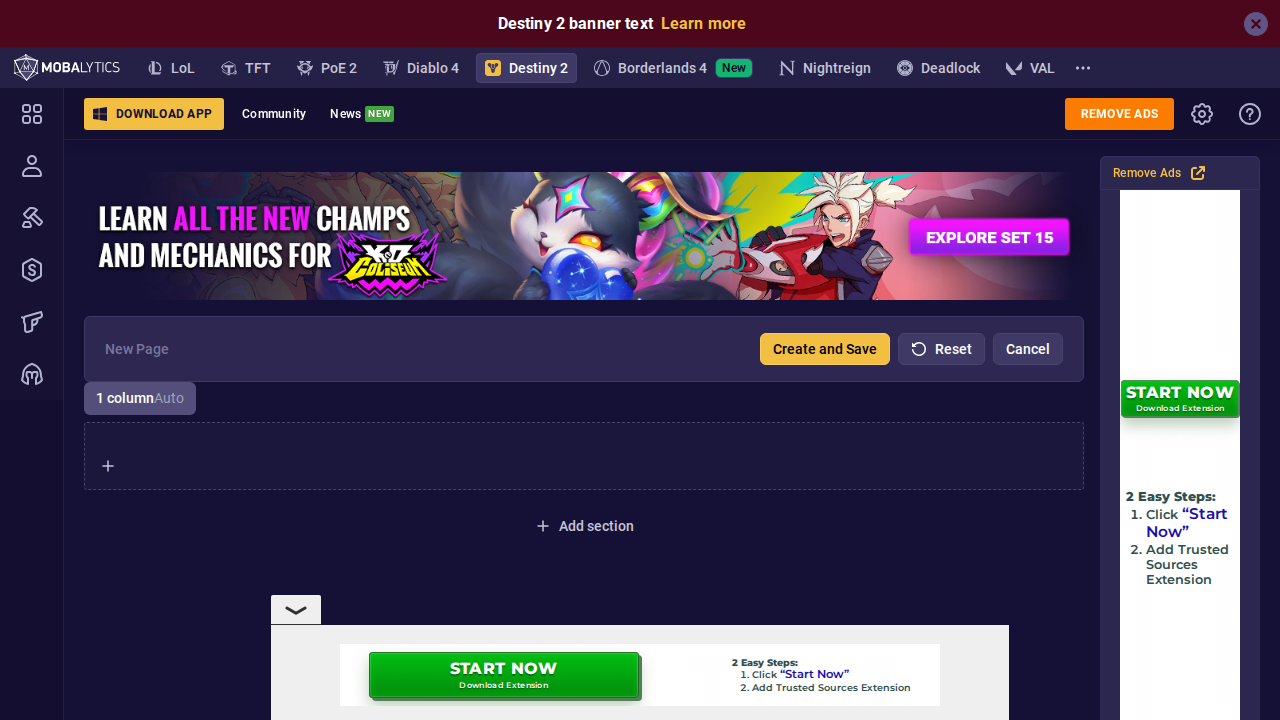 Destiny 2 banner text Learn more
MOBALYTICS
LoL
TFT
PoE 2
Diablo 4
Destiny 2
Borderlands 4 New
Nightreign
Deadlock
VAL
DOWNLOAD APP
Community
News NEW
REMOVE ADS
LEARN ALL THE NEW CHAMPS
AND MECHANICS FOR
COLISEUM
EXPLORE SET 15
Remove Ads
New Page
Create and Save
Reset
Cancel
1 column Auto
Add section
START NOW
Download Extension
2 Easy Steps:
1. Click “Start
Now”
2. Add Trusted
Sources
Extension
START NOW
Download Extension
2 Easy Steps:
1. Click “Start Now”
2. Add Trusted Sources Extension